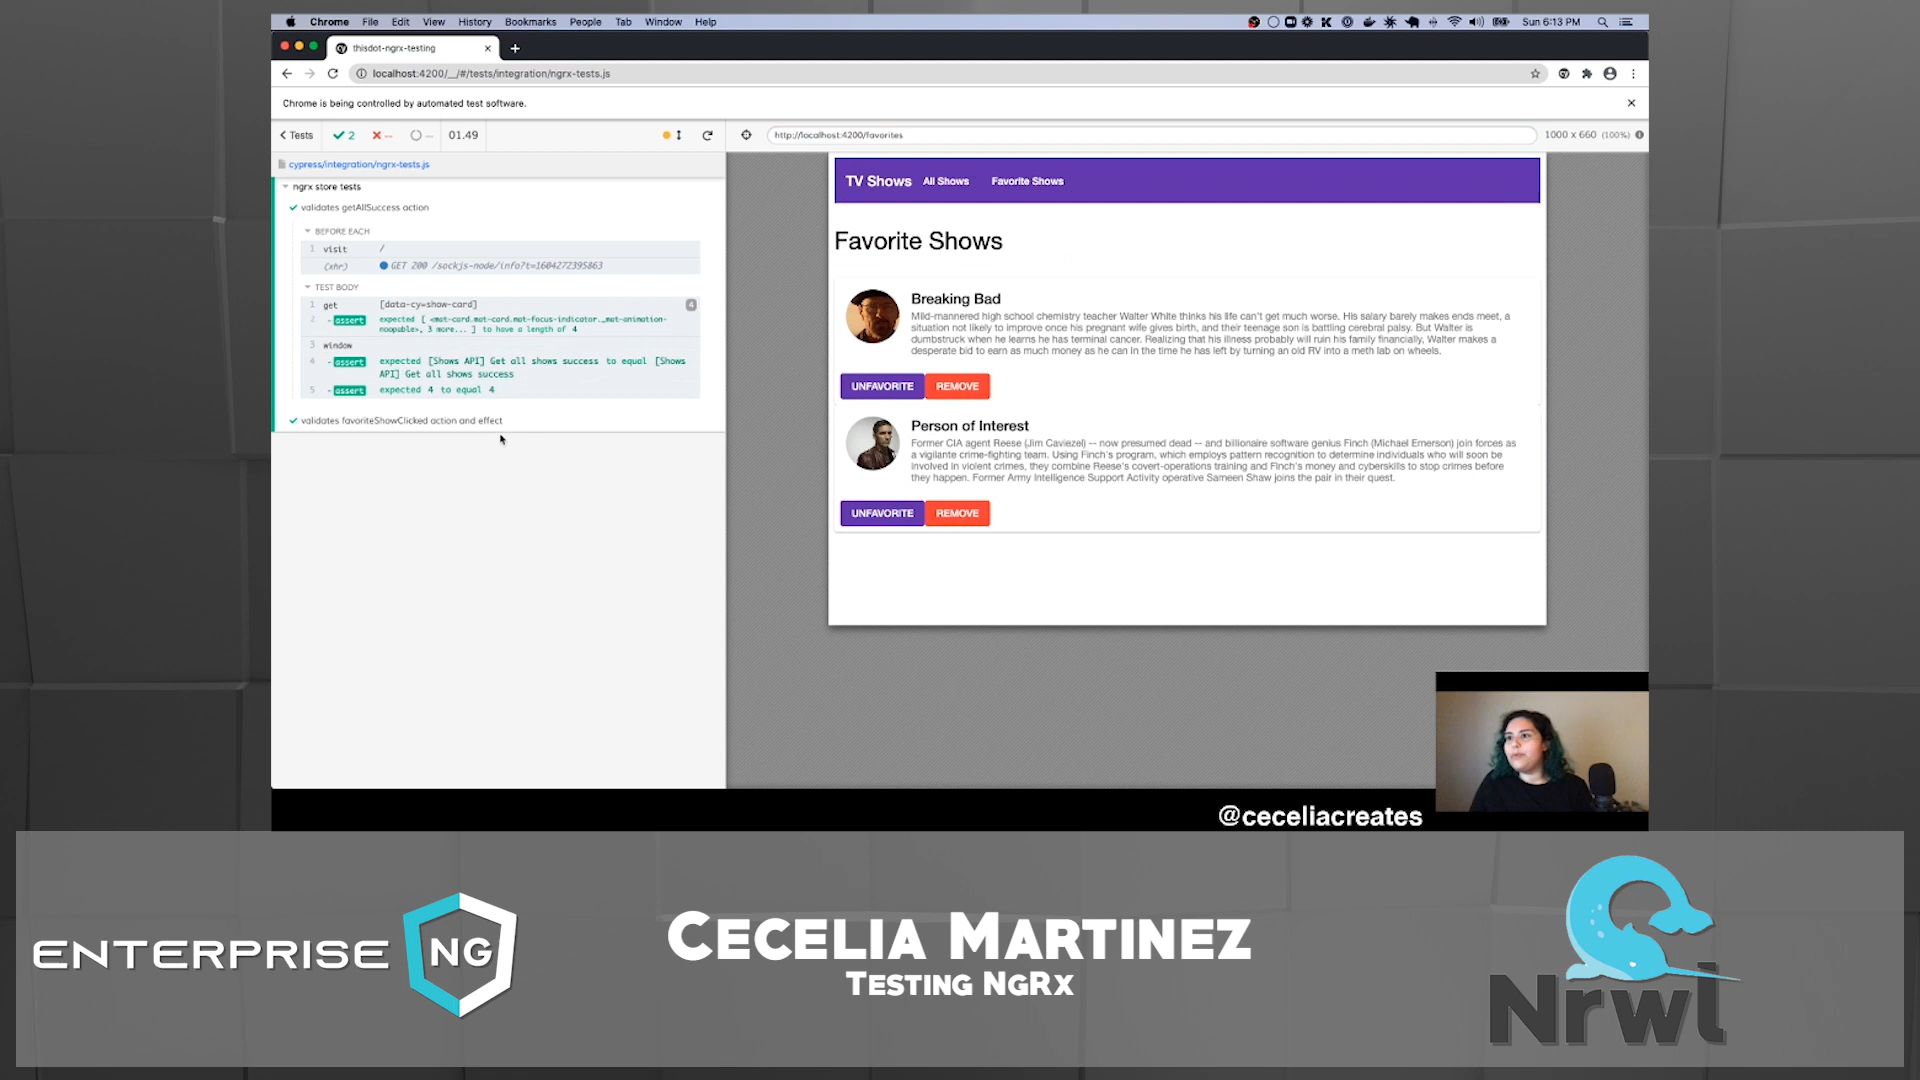 Chrome File Edit View History Bookmarks People Tab Window Help Sun 6:13 PM
thisdot-ngrx-testing
localhost:4200/__/#/tests/integration/ngrx-tests.js
Chrome is being controlled by automated test software.
Tests 2 -- -- 01.49 http://localhost:4200/favorites 1000 x 660 (100%)
cypress/integration/ngrx-tests.js
ngrx store tests
validates getAllSuccess action
BEFORE EACH
1 visit /
(xhr) GET 200 /sockjs-node/info?t=1604272395863
TEST BODY
1 get [data-cy=show-card] 4
2 -assert expected [ <mat-card.mat-card.mat-focus-indicator._mat-animation-
noopable>, 3 more... ] to have a length of 4
3 window
4 -assert expected [Shows API] Get all shows success to equal [Shows
API] Get all shows success
5 -assert expected 4 to equal 4
validates favoriteShowClicked action and effect
TV Shows All Shows Favorite Shows
Favorite Shows
Breaking Bad
Mild-mannered high school chemistry teacher Walter White thinks his life can't get much worse. His salary barely makes ends meet, a
situation not likely to improve once his pregnant wife gives birth, and their teenage son is battling cerebral palsy. But Walter is
dumbstruck when he learns he has terminal cancer. Realizing that his illness probably will ruin his family financially, Walter makes a
desperate bid to earn as much money as he can in the time he has left by turning an old RV into a meth lab on wheels.
UNFAVORITE REMOVE
Person of Interest
Former CIA agent Reese (Jim Caviezel) -- now presumed dead -- and billionaire software genius Finch (Michael Emerson) join forces as
a vigilante crime-fighting team. Using Finch's program, which employs pattern recognition to determine individuals who will soon be
involved in violent crimes, they combine Reese's covert-operations training and Finch's money and cyberskills to stop crimes before
they happen. Former Army Intelligence Support Activity operative Sameen Shaw joins the pair in their quest.
UNFAVORITE REMOVE
@ceceliacreates
ENTERPRISE NG
CECELIA MARTINEZ
TESTING NGRX
Nrwl